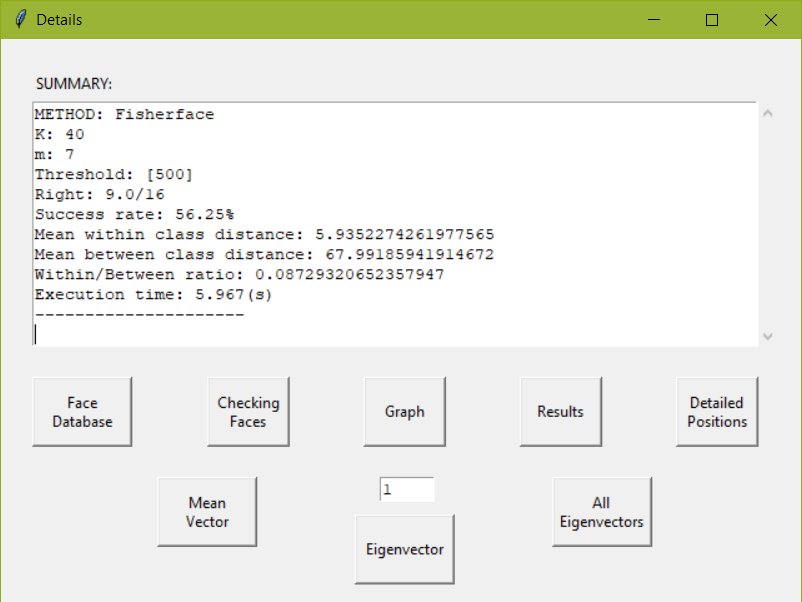 Details
SUMMARY:
METHOD: Fisherface
K: 40
m: 7
Threshold: [500]
Right: 9.0/16
Success rate: 56.25%
Mean within class distance: 5.9352274261977565
Mean between class distance: 67.99185941914672
Within/Between ratio: 0.08729320652357947
Execution time: 5.967(s)
---------------------
Face
Database
Checking
Faces
Graph
Results
Detailed
Positions
Mean
Vector
1
Eigenvector
All
Eigenvectors